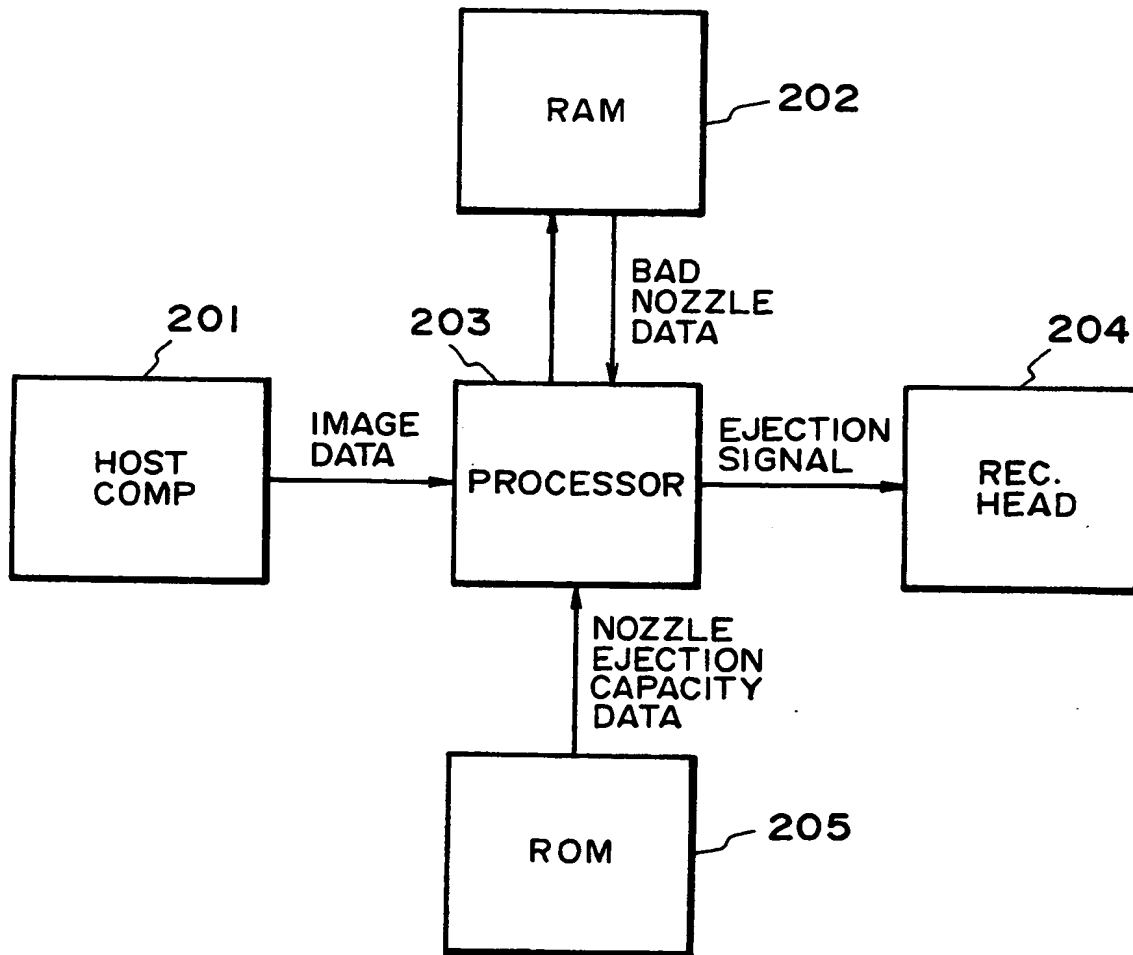 RAM
202
BAD
NOZZLE
DATA
201
203
204
IMAGE
DATA
EJECTION
SIGNAL
HOST
COMP
PROCESSOR
REC.
HEAD
NOZZLE
EJECTION
CAPACITY
DATA
ROM
205